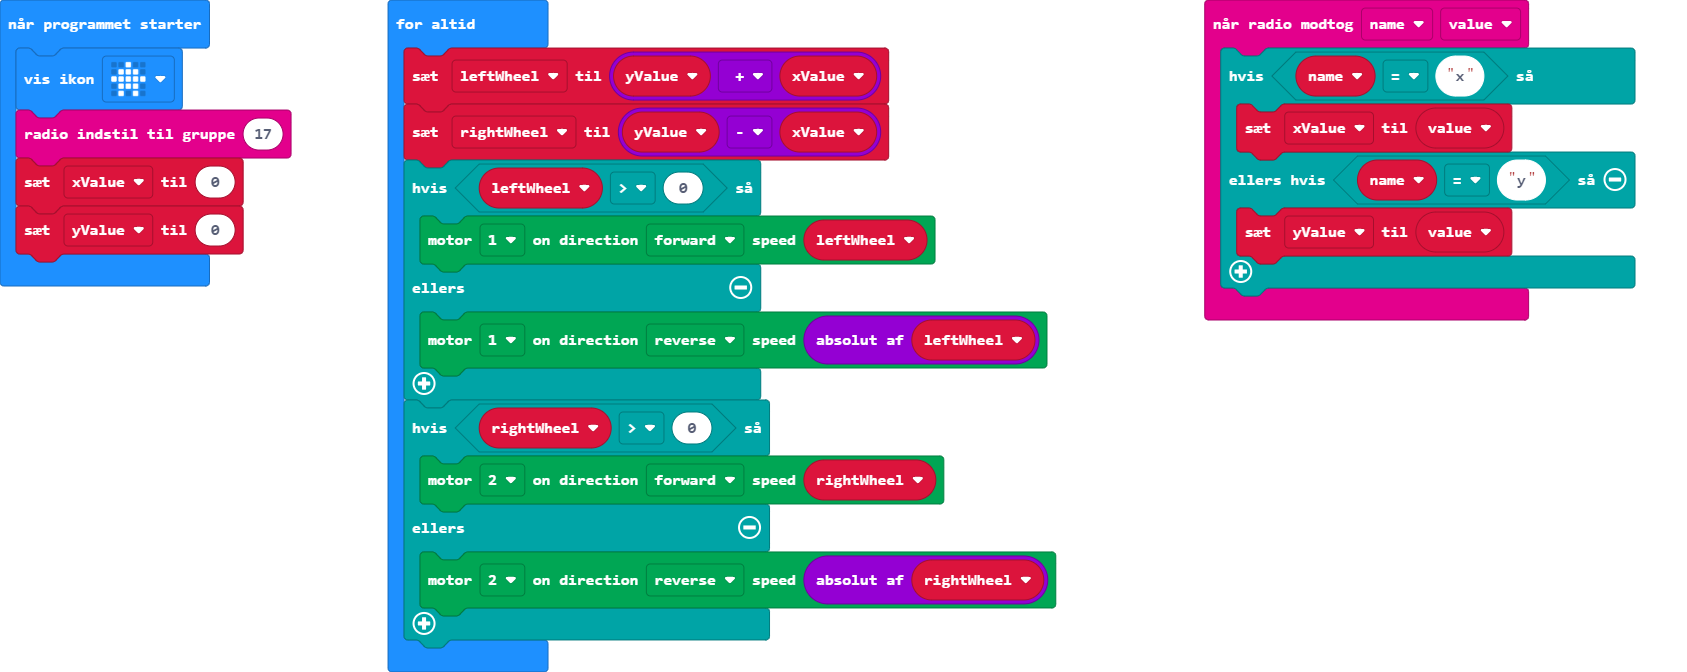 når programmet starter
vis ikon
radio indstil til gruppe 17
sæt xValue til 0
sæt yValue til 0
for altid
sæt leftWheel til yValue + xValue
sæt rightWheel til yValue - xValue
hvis leftWheel > 0 så
motor 1 on direction forward speed leftWheel
ellers
motor 1 on direction reverse speed absolut af leftWheel
hvis rightWheel > 0 så
motor 2 on direction forward speed rightWheel
ellers
motor 2 on direction reverse speed absolut af rightWheel
når radio modtog name value
hvis name = "x" så
sæt xValue til value
ellers hvis name = "y" så
sæt yValue til value